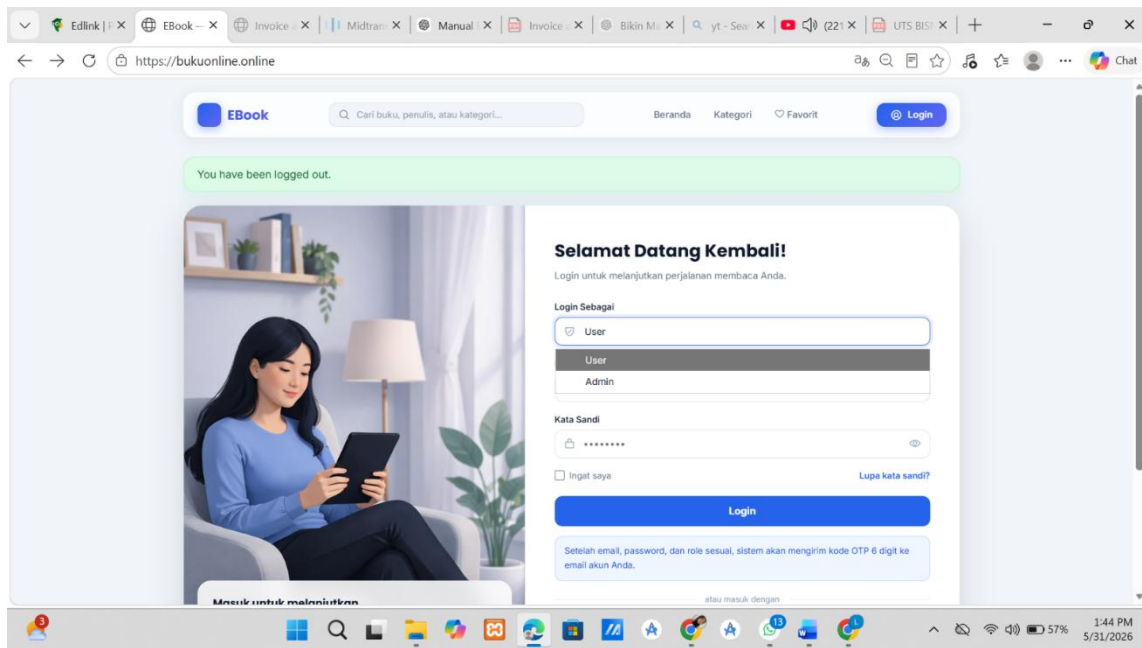 Edlink |
EBook —
Invoice
Midtran
Manual
Invoice
Bikin M
yt - Sear
(221
UTS BISI
https://bukuonline.online
Chat
EBook
Cari buku, penulis, atau kategori...
Beranda
Kategori
Favorit
Login
You have been logged out.
Selamat Datang Kembali!
Login untuk melanjutkan perjalanan membaca Anda.
Login Sebagai
User
User
Admin
Kata Sandi
Ingat saya
Lupa kata sandi?
Login
Setelah email, password, dan role sesuai, sistem akan mengirim kode OTP 6 digit ke
email akun Anda.
atau masuk dengan
Masuk untuk melanjutkan
3
13
57%
1:44 PM
5/31/2026